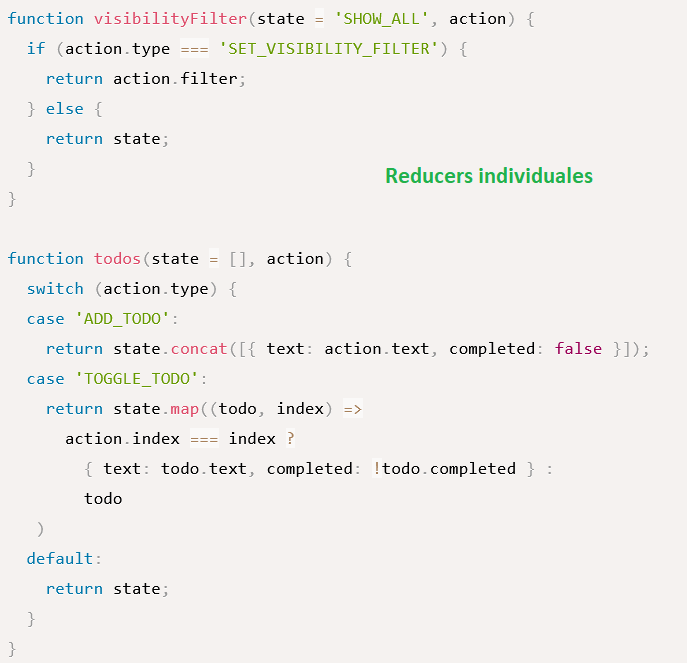 function visibilityFilter(state = 'SHOW_ALL', action) {
  if (action.type === 'SET_VISIBILITY_FILTER') {
    return action.filter;
  } else {
    return state;
  }
Reducers individuales
}
function todos(state = [], action) {
  switch (action.type) {
  case 'ADD_TODO':
    return state.concat([{ text: action.text, completed: false }]);
  case 'TOGGLE_TODO':
    return state.map((todo, index) =>
      action.index === index ?
        { text: todo.text, completed: !todo.completed } :
        todo
   )
  default:
    return state;
  }
}